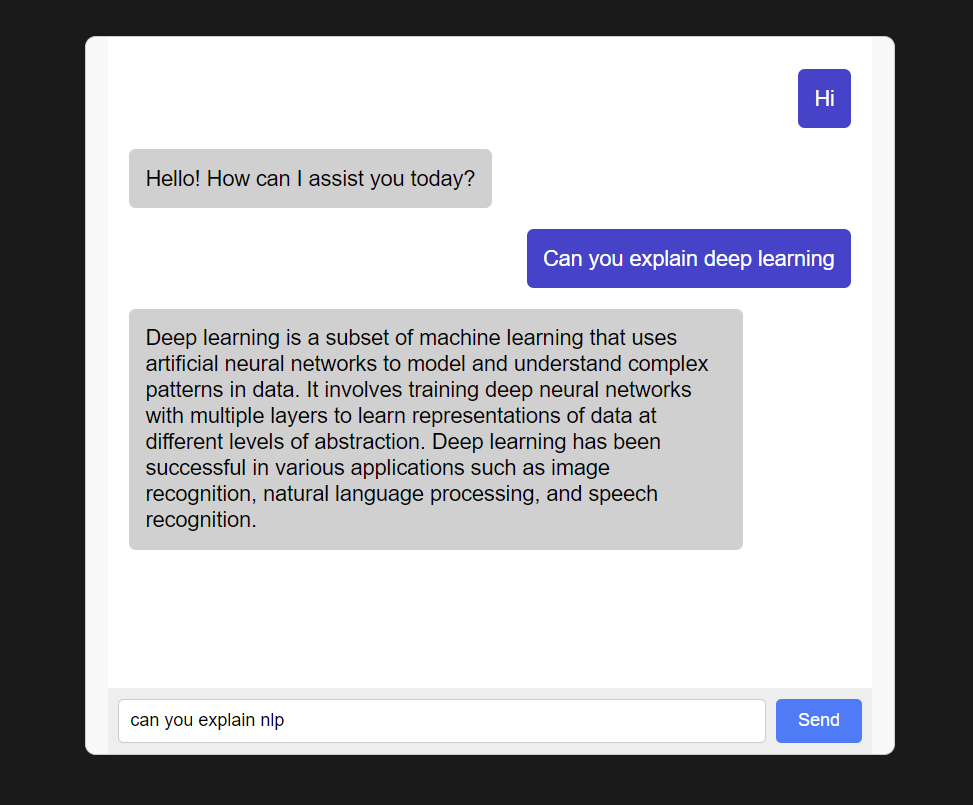 Hi
Hello! How can I assist you today?
Can you explain deep learning
Deep learning is a subset of machine learning that uses
artificial neural networks to model and understand complex
patterns in data. It involves training deep neural networks
with multiple layers to learn representations of data at
different levels of abstraction. Deep learning has been
successful in various applications such as image
recognition, natural language processing, and speech
recognition.
can you explain nlp
Send